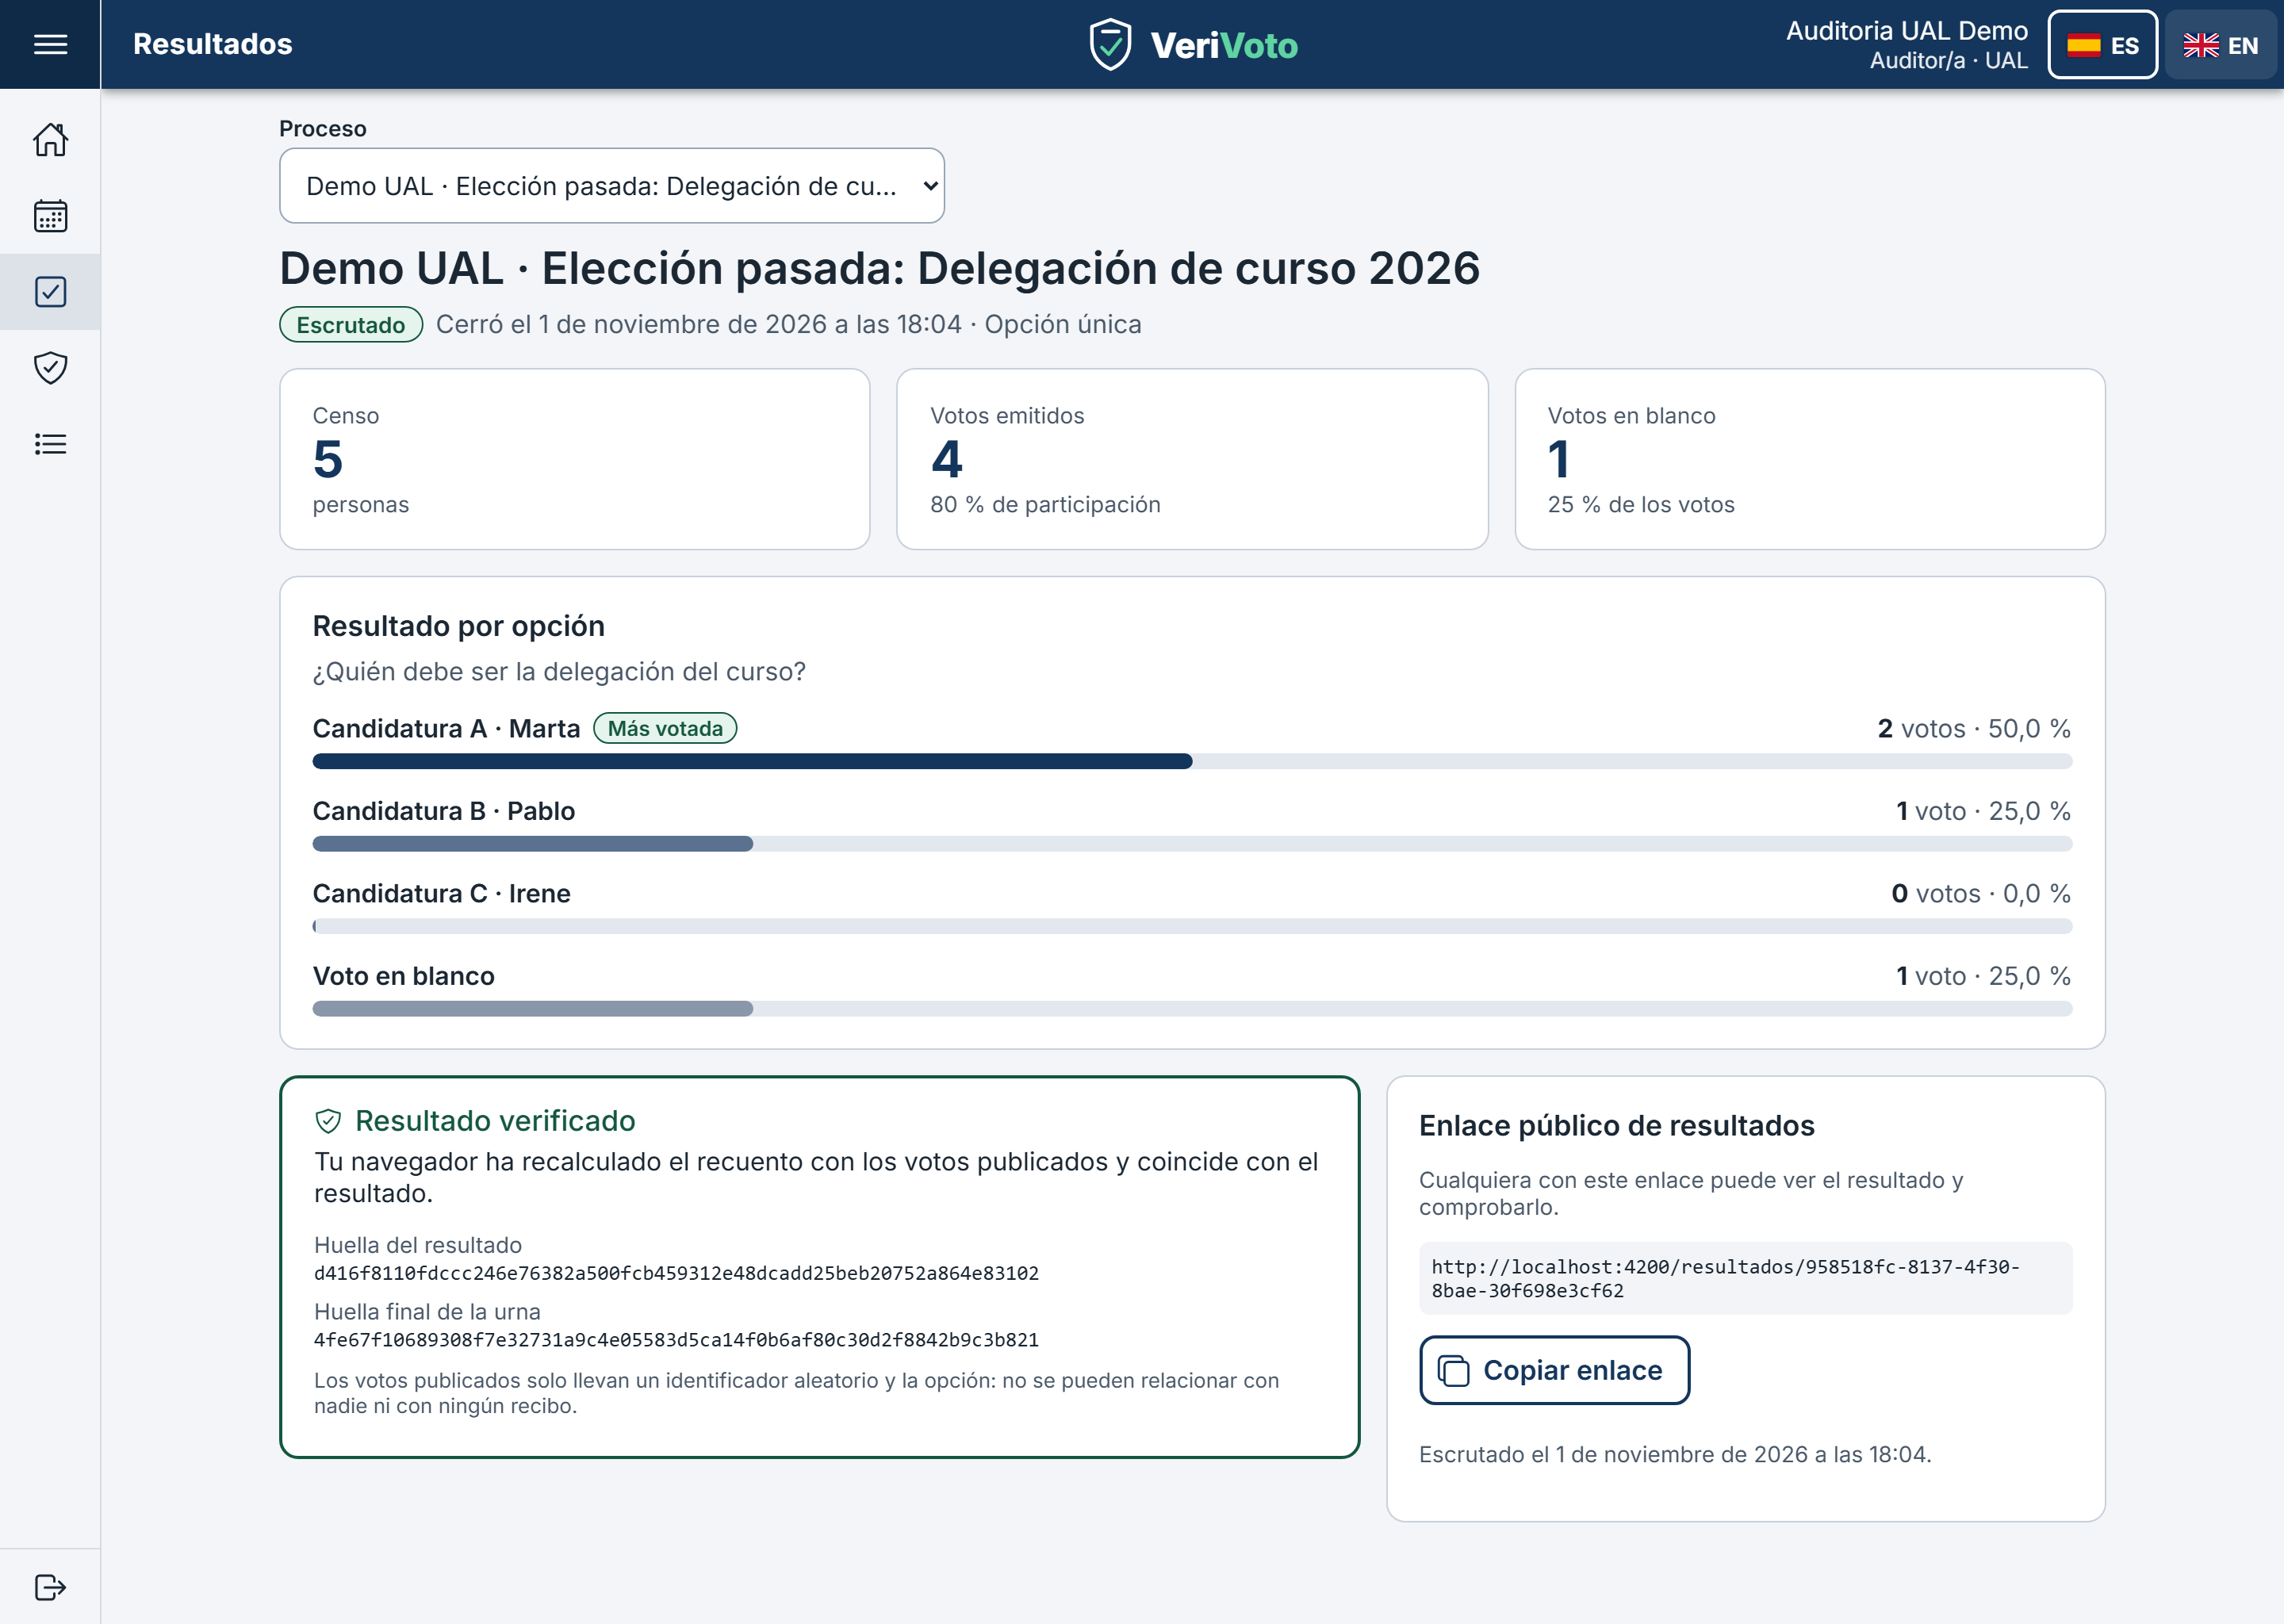 Resultados
VeriVoto
Auditoria UAL Demo
Auditor/a · UAL
ES
EN
Proceso
Demo UAL · Elección pasada: Delegación de cu...
Demo UAL · Elección pasada: Delegación de curso 2026
Escrutado Cerró el 1 de noviembre de 2026 a las 18:04 · Opción única
Censo
5
personas
Votos emitidos
4
80 % de participación
Votos en blanco
1
25 % de los votos
Resultado por opción
¿Quién debe ser la delegación del curso?
Candidatura A · Marta Más votada 2 votos · 50,0 %
Candidatura B · Pablo 1 voto · 25,0 %
Candidatura C · Irene 0 votos · 0,0 %
Voto en blanco 1 voto · 25,0 %
Resultado verificado
Tu navegador ha recalculado el recuento con los votos publicados y coincide con el
resultado.
Huella del resultado
d416f8110fdccc246e76382a500fcb459312e48dcadd25beb20752a864e83102
Huella final de la urna
4fe67f10689308f7e32731a9c4e05583d5ca14f0b6af80c30d2f8842b9c3b821
Los votos publicados solo llevan un identificador aleatorio y la opción: no se pueden relacionar con
nadie ni con ningún recibo.
Enlace público de resultados
Cualquiera con este enlace puede ver el resultado y
comprobarlo.
http://localhost:4200/resultados/958518fc-8137-4f30-
8bae-30f698e3cf62
Copiar enlace
Escrutado el 1 de noviembre de 2026 a las 18:04.